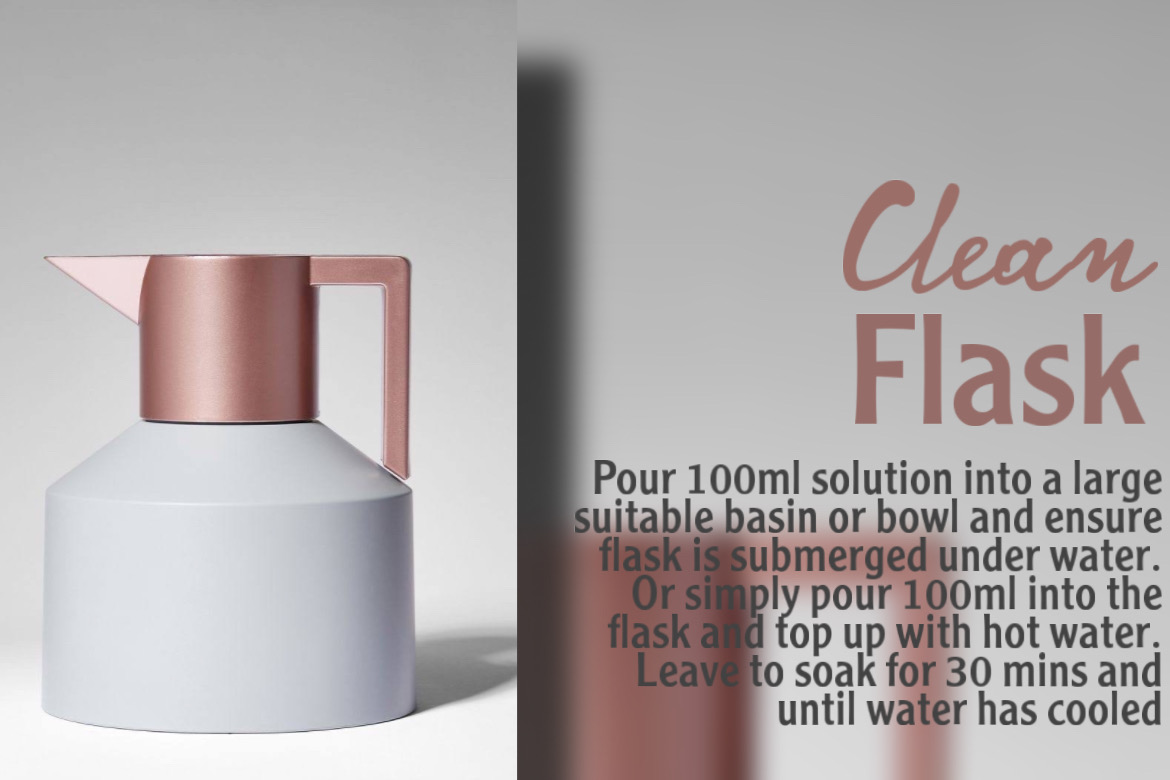 Clean
Flask
Pour 100ml solution into a large
suitable basin or bowl and ensure
flask is submerged under water.
Or simply pour 100ml into the
flask and top up with hot water.
Leave to soak for 30 mins and
until water has cooled